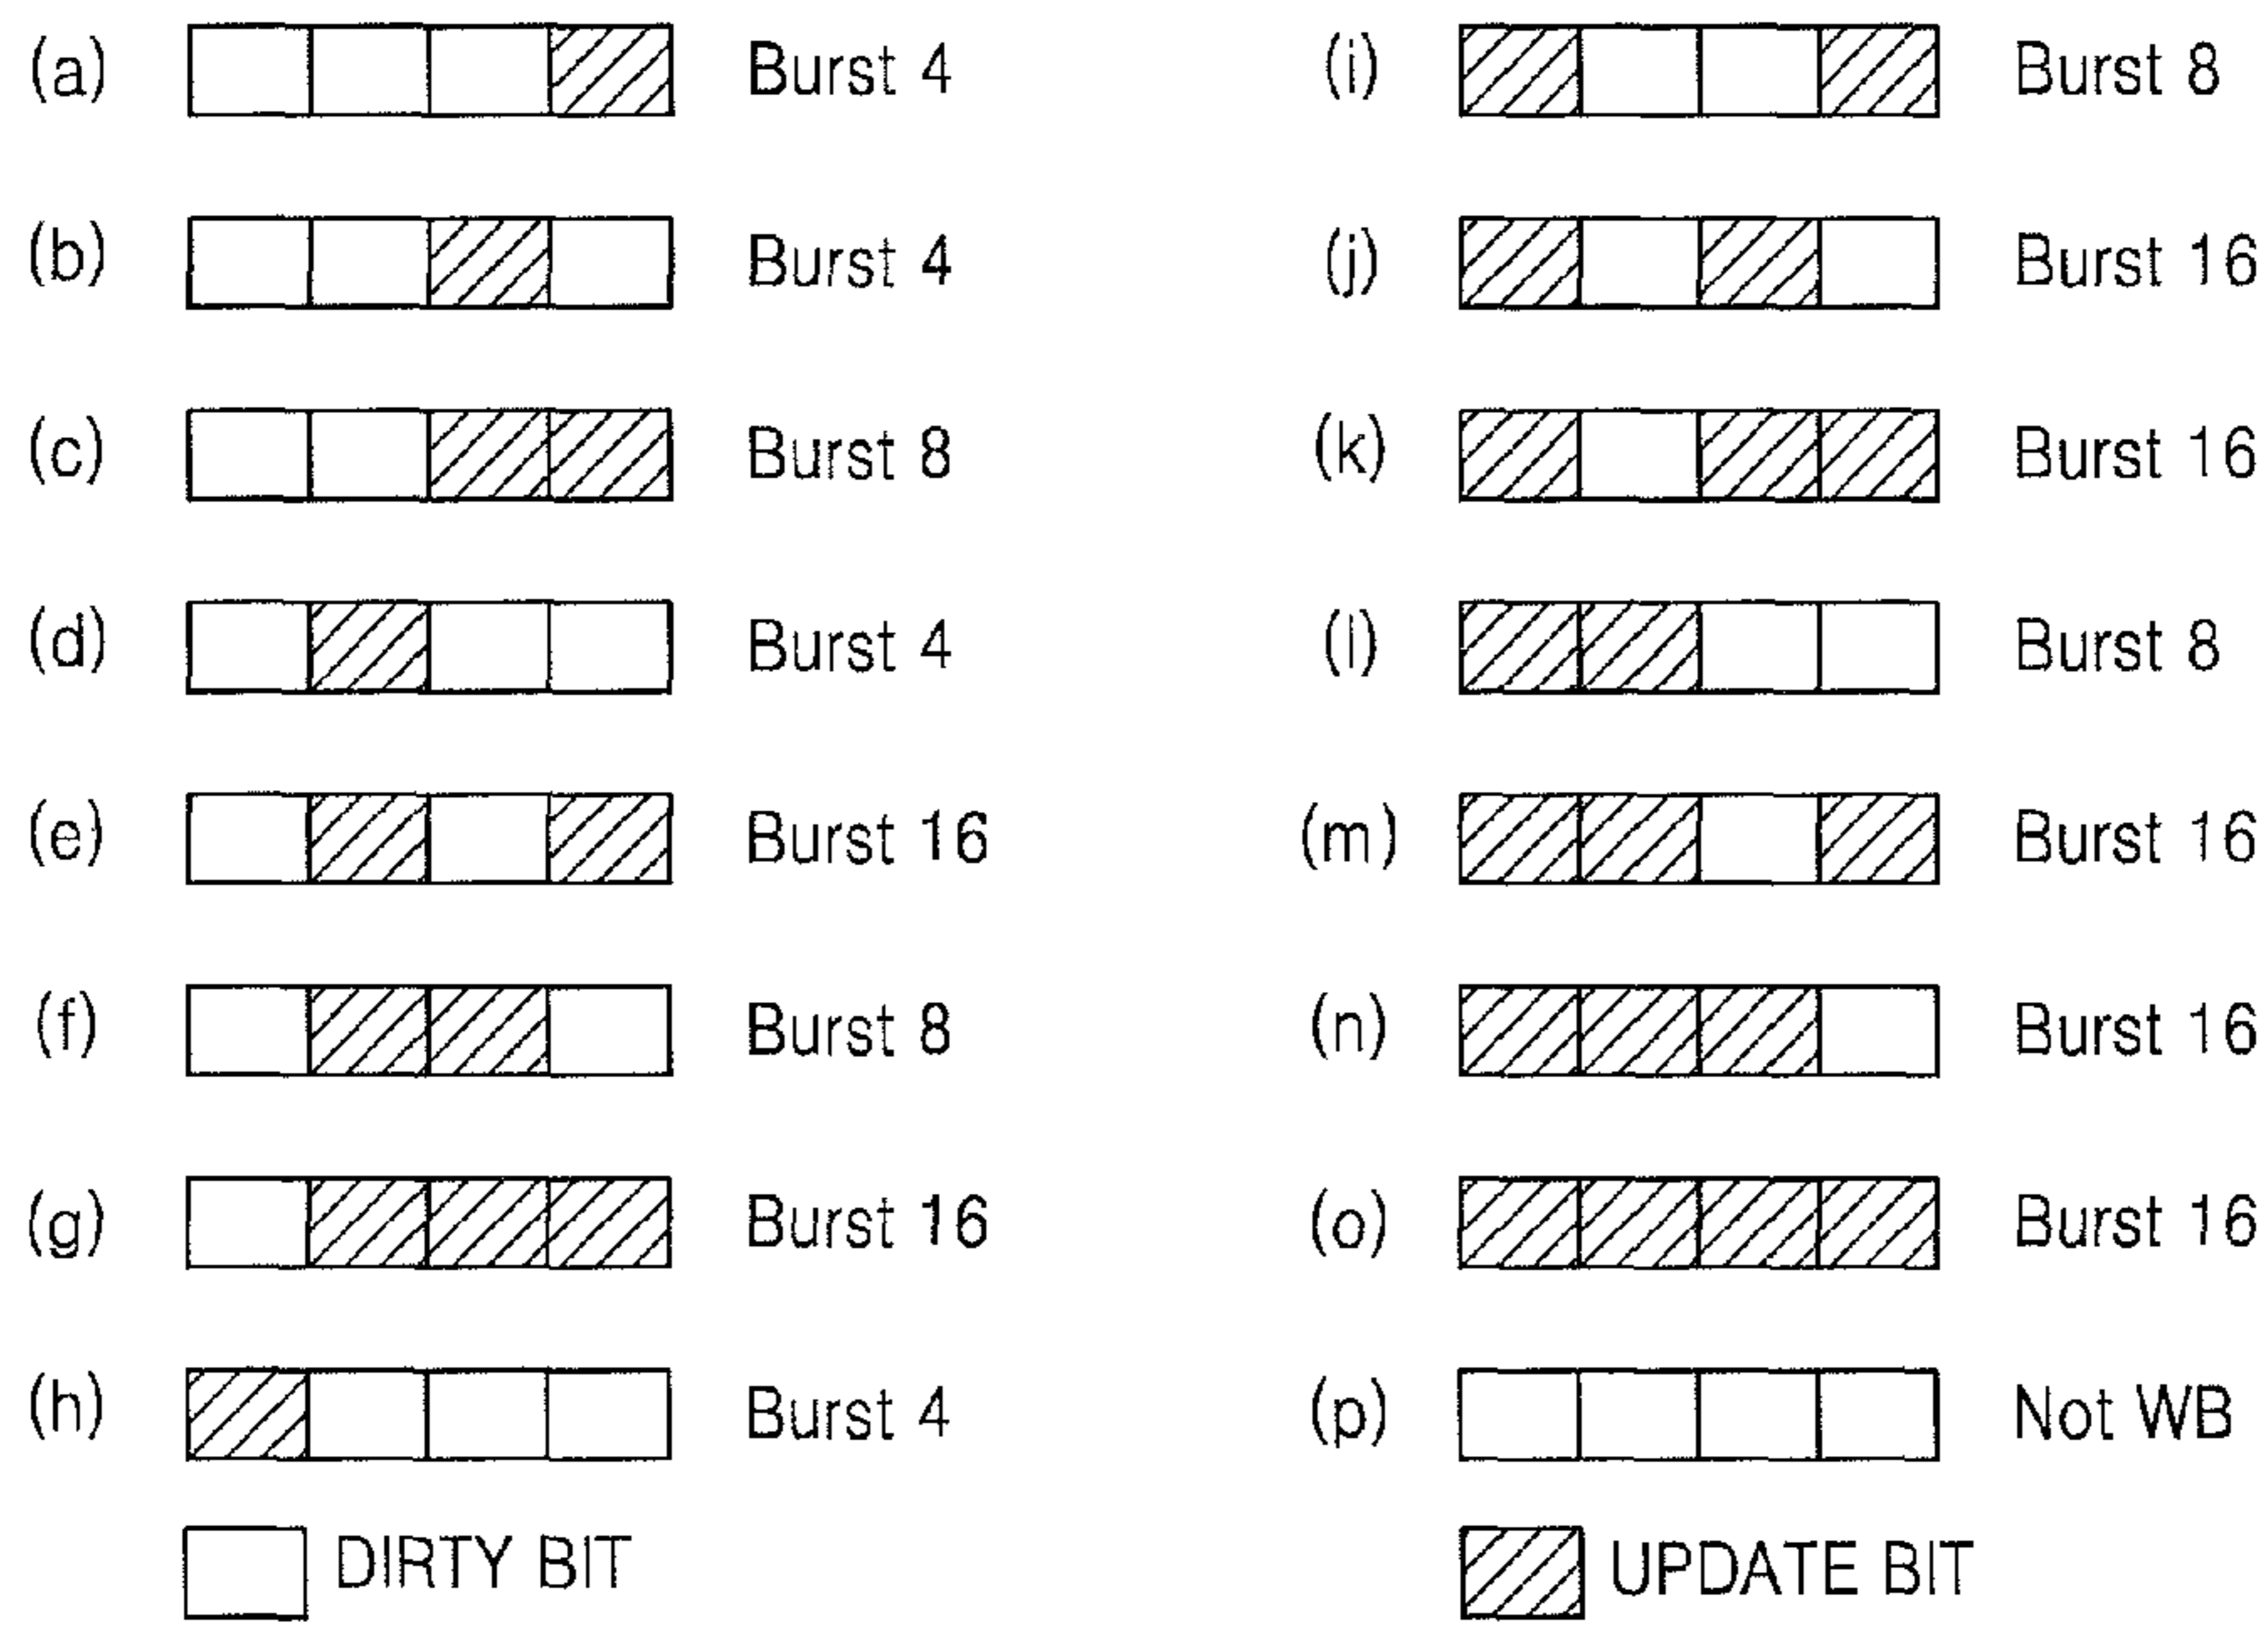 (a) Burst 4
(b) Burst 4
(c) Burst 8
(d) Burst 4
(e) Burst 16
(f) Burst 8
(g) Burst 16
(h) Burst 4
DIRTY BIT
(i) Burst 8
(j) Burst 16
(k) Burst 16
(l) Burst 8
(m) Burst 16
(n) Burst 16
(o) Burst 16
(p) Not WB
UPDATE BIT